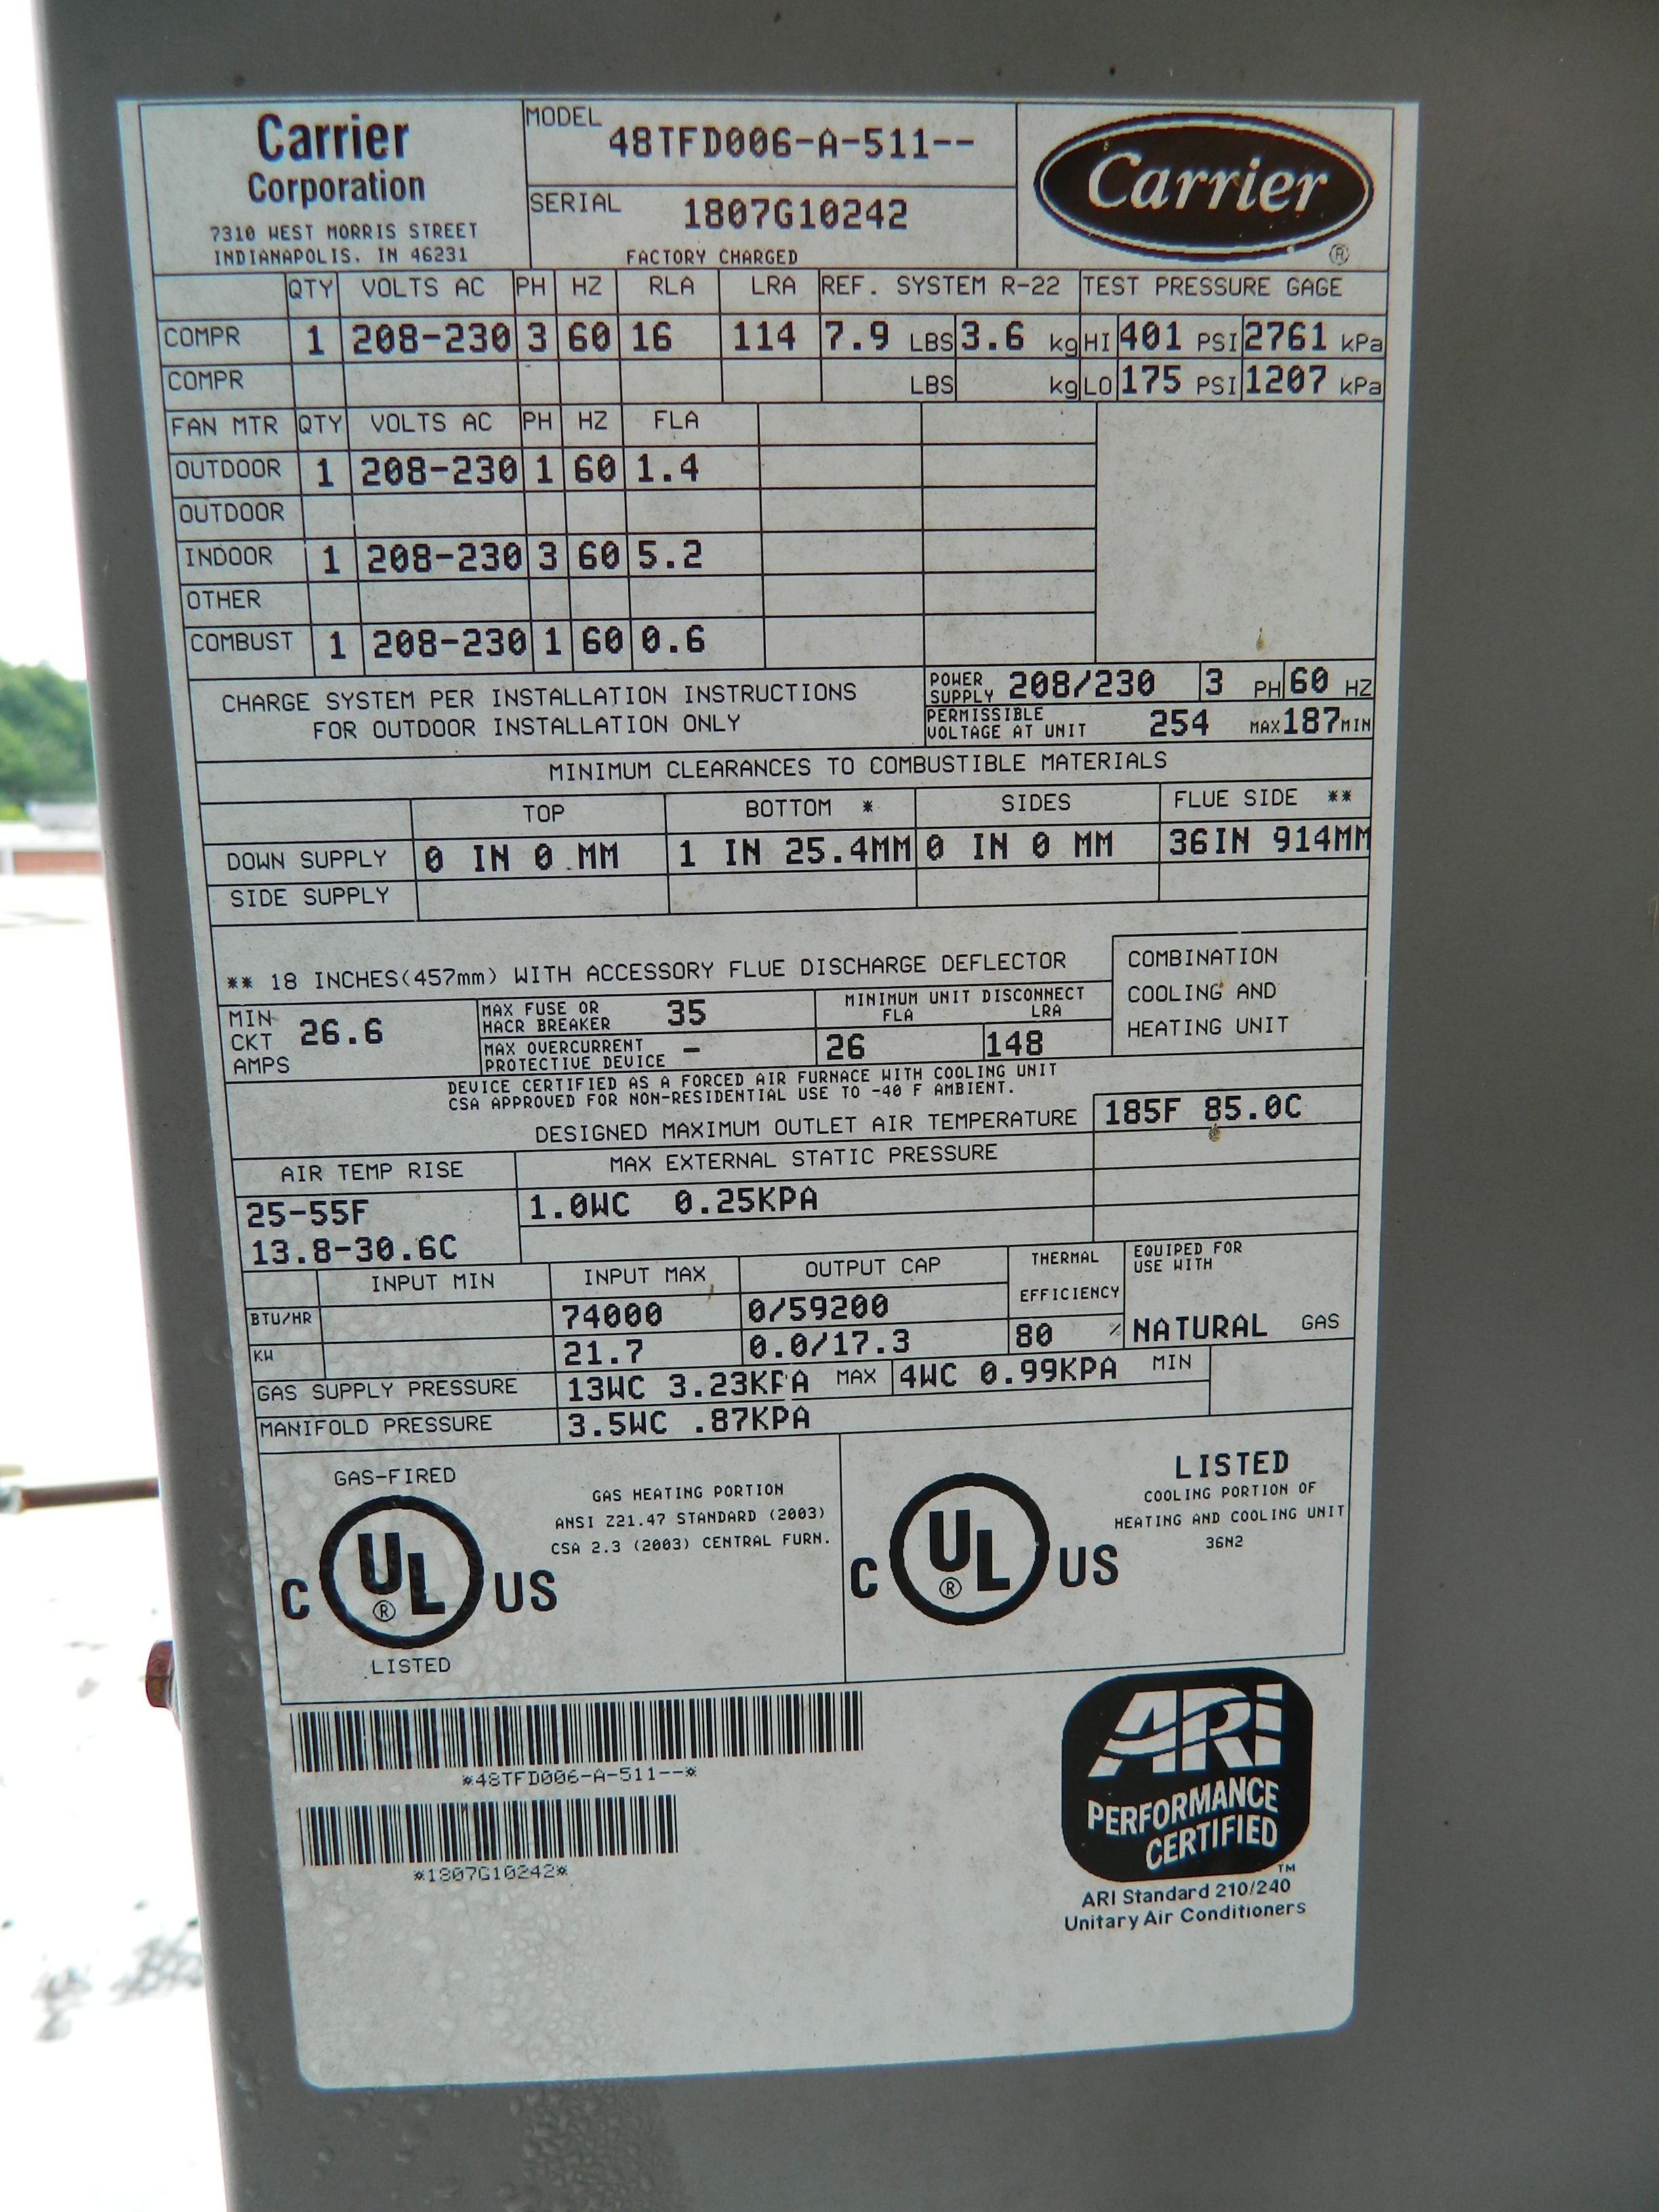 Carrier
Corporation
7310 WEST MORRIS STREET
INDIANAPOLIS. IN 46231
MODEL 48TFD006-A-511--
SERIAL 1807G10242
FACTORY CHARGED
Carrier ®
QTY VOLTS AC PH HZ RLA LRA REF. SYSTEM R-22 TEST PRESSURE GAGE
COMPR 1 208-230 3 60 16 114 7.9 LBS 3.6 kg HI 401 PSI 2761 kPa
COMPR LBS kg LO 175 PSI 1207 kPa
FAN MTR QTY VOLTS AC PH HZ FLA
OUTDOOR 1 208-230 1 60 1.4
OUTDOOR
INDOOR 1 208-230 3 60 5.2
OTHER
COMBUST 1 208-230 1 60 0.6
CHARGE SYSTEM PER INSTALLATION INSTRUCTIONS
FOR OUTDOOR INSTALLATION ONLY
POWER SUPPLY 208/230 3 PH 60 HZ
PERMISSIBLE VOLTAGE AT UNIT 254 MAX 187 MIN
MINIMUM CLEARANCES TO COMBUSTIBLE MATERIALS
TOP BOTTOM * SIDES FLUE SIDE **
DOWN SUPPLY 0 IN 0 MM 1 IN 25.4MM 0 IN 0 MM 36IN 914MM
SIDE SUPPLY
** 18 INCHES(457mm) WITH ACCESSORY FLUE DISCHARGE DEFLECTOR
COMBINATION
COOLING AND
HEATING UNIT
MIN CKT AMPS 26.6
MAX FUSE OR HACR BREAKER 35
MAX OVERCURRENT PROTECTIVE DEVICE -
MINIMUM UNIT DISCONNECT
FLA LRA
26 148
DEVICE CERTIFIED AS A FORCED AIR FURNACE WITH COOLING UNIT
CSA APPROVED FOR NON-RESIDENTIAL USE TO -40 F AMBIENT.
DESIGNED MAXIMUM OUTLET AIR TEMPERATURE 185F 85.0C
AIR TEMP RISE MAX EXTERNAL STATIC PRESSURE
25-55F 1.0WC 0.25KPA
13.8-30.6C
INPUT MIN INPUT MAX OUTPUT CAP THERMAL EFFICIENCY EQUIPED FOR USE WITH
BTU/HR 74000 0/59200
KW 21.7 0.0/17.3 80 % NATURAL GAS
GAS SUPPLY PRESSURE 13WC 3.23KPA MAX 4WC 0.99KPA MIN
MANIFOLD PRESSURE 3.5WC .87KPA
GAS-FIRED
C UL ® US
LISTED
GAS HEATING PORTION
ANSI Z21.47 STANDARD (2003)
CSA 2.3 (2003) CENTRAL FURN.
C UL ® US
LISTED
COOLING PORTION OF
HEATING AND COOLING UNIT
36N2
*48TFD006-A-511--*
*1807G10242*
ARI
PERFORMANCE
CERTIFIED
TM
ARI Standard 210/240
Unitary Air Conditioners